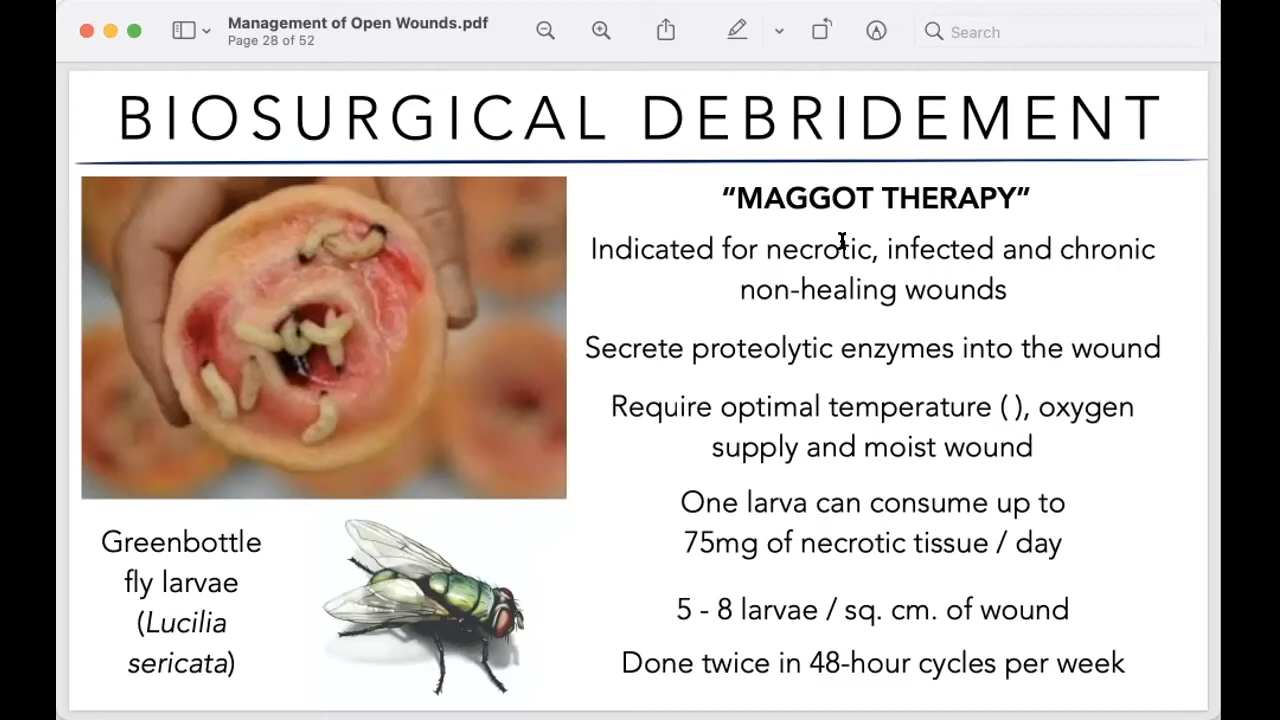 Management of Open Wounds.pdf
Page 28 of 52
Search
BIOSURGICAL DEBRIDEMENT
“MAGGOT THERAPY”
Indicated for necrotic, infected and chronic
non-healing wounds
Secrete proteolytic enzymes into the wound
Require optimal temperature ( ), oxygen
supply and moist wound
One larva can consume up to
75mg of necrotic tissue / day
5 - 8 larvae / sq. cm. of wound
Done twice in 48-hour cycles per week
Greenbottle
fly larvae
(Lucilia
sericata)